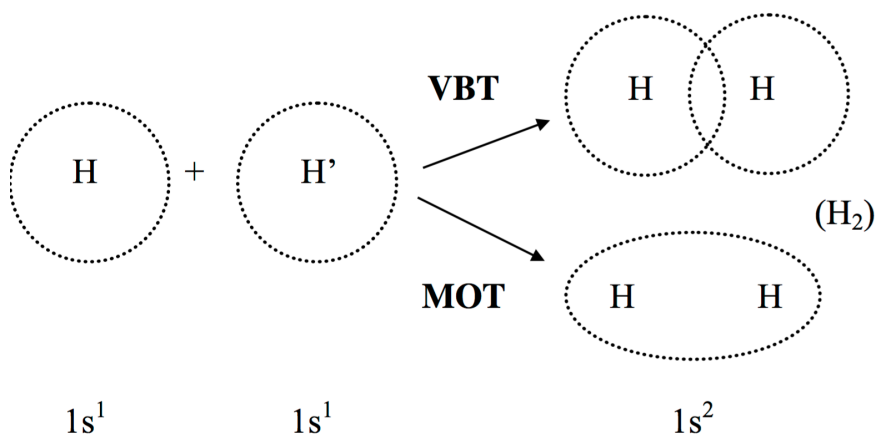 VBT
H H
H + H’
(H₂)
MOT
H H
1s¹ 1s¹ 1s²